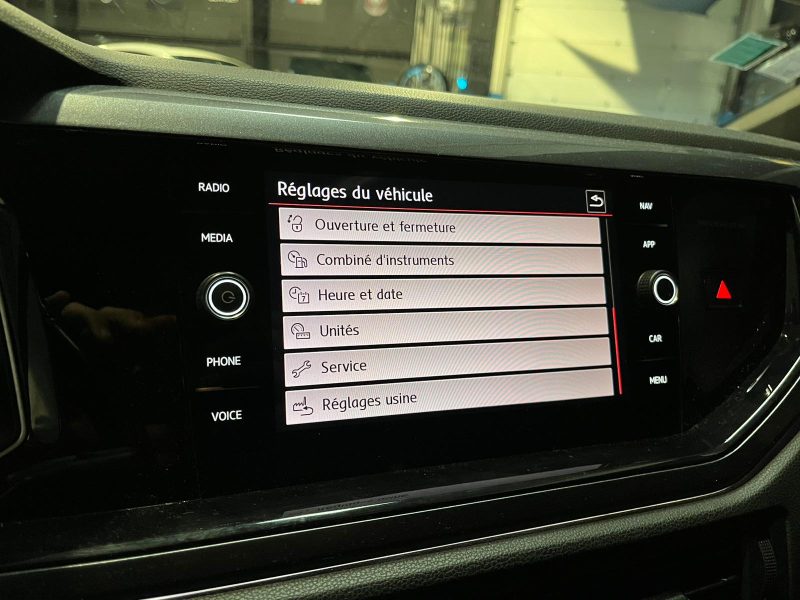 RADIO
MEDIA
PHONE
VOICE
Réglages du véhicule
Ouverture et fermeture
Combiné d'instruments
7
Heure et date
Unités
Service
Réglages usine
NAV
APP
CAR
MENU